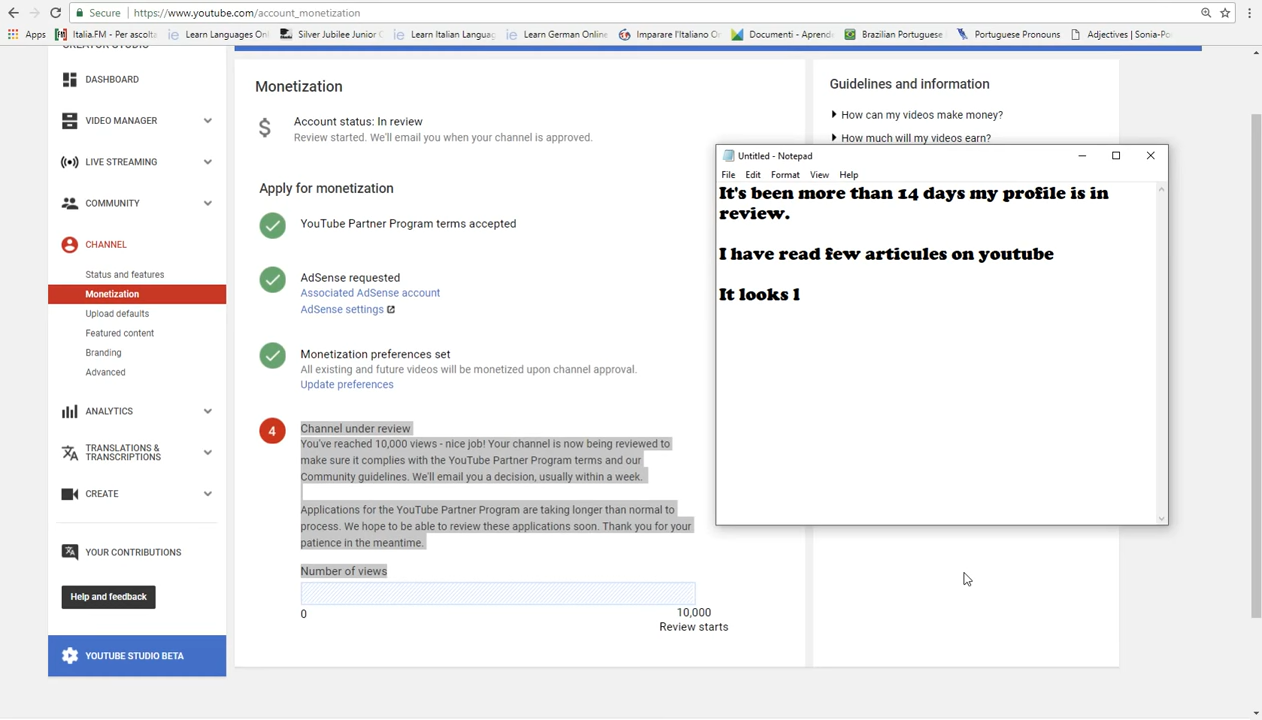 Secure
https://www.youtube.com/account_monetization
Apps
Italia.FM - Per ascolta
Learn Languages Onl
Silver Jubilee Junior C
Learn Italian Languag
Learn German Online
Imparare l'Italiano O
Documenti - Aprende
Brazilian Portuguese
Portuguese Pronouns
Adjectives | Sonia-Po
CREATOR STUDIO
DASHBOARD
VIDEO MANAGER
LIVE STREAMING
COMMUNITY
CHANNEL
Status and features
Monetization
Upload defaults
Featured content
Branding
Advanced
ANALYTICS
TRANSLATIONS &
TRANSCRIPTIONS
CREATE
YOUR CONTRIBUTIONS
Help and feedback
YOUTUBE STUDIO BETA
Monetization
Account status: In review
Review started. We'll email you when your channel is approved.
Apply for monetization
YouTube Partner Program terms accepted
AdSense requested
Associated AdSense account
AdSense settings
Monetization preferences set
All existing and future videos will be monetized upon channel approval.
Update preferences
4
Channel under review
You've reached 10,000 views - nice job! Your channel is now being reviewed to
make sure it complies with the YouTube Partner Program terms and our
Community guidelines. We'll email you a decision, usually within a week.
Applications for the YouTube Partner Program are taking longer than normal to
process. We hope to be able to review these applications soon. Thank you for your
patience in the meantime.
Number of views
0
10,000
Review starts
Guidelines and information
How can my videos make money?
How much will my videos earn?
Untitled - Notepad
File Edit Format View Help
It's been more than 14 days my profile is in
review.
I have read few articules on youtube
It looks l